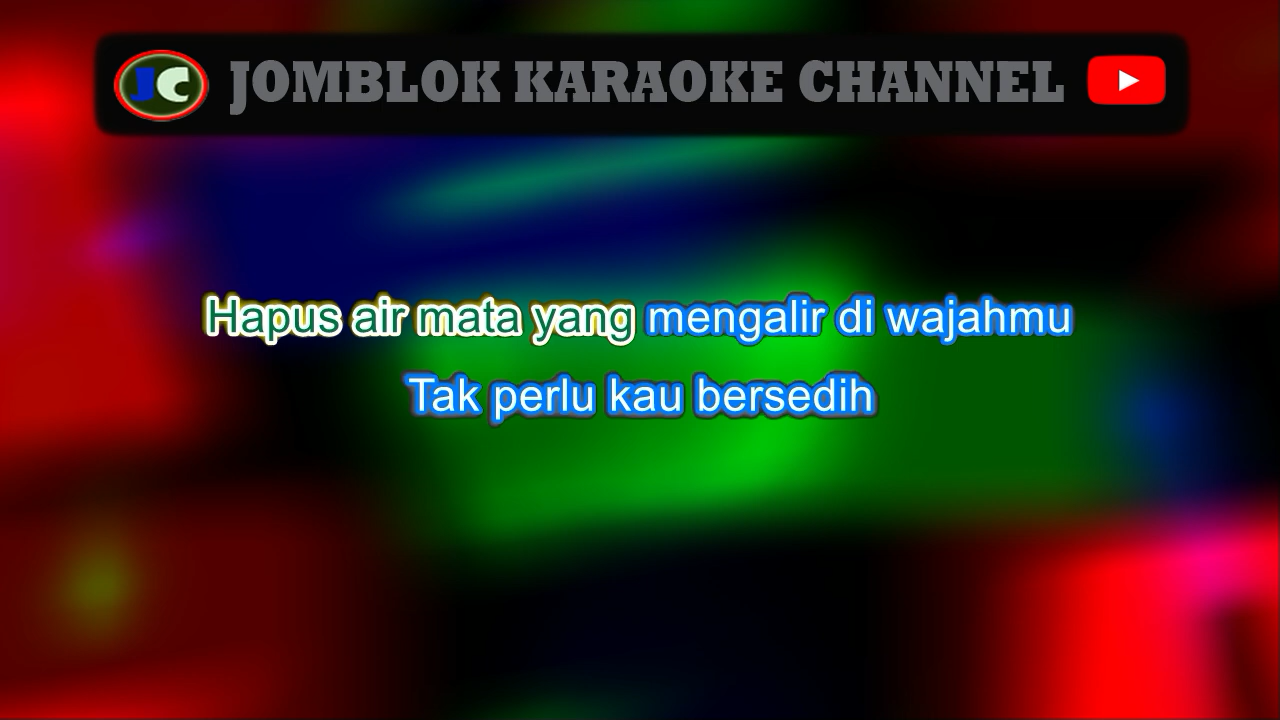 JC JOMBLOK KARAOKE CHANNEL
Hapus air mata yang mengalir di wajahmu
Tak perlu kau bersedih